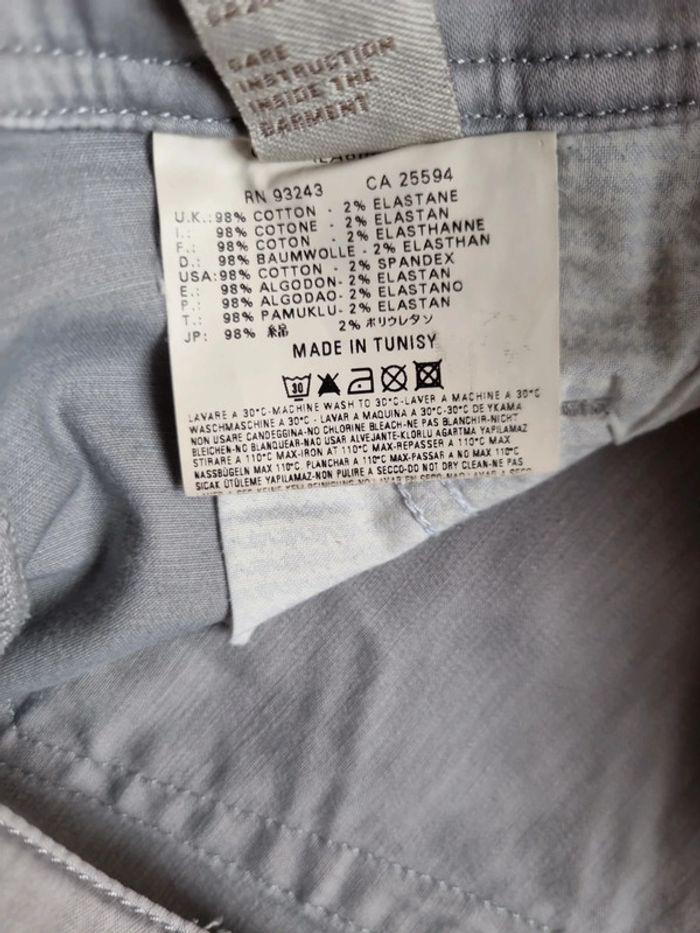 CARE
INSTRUCTION
INSIDE THE
GARMENT
RN 93243 CA 25594
U.K.:98% COTTON - 2% ELASTANE
I.: 98% COTONE - 2% ELASTAN
F.: 98% COTON - 2% ELASTHANNE
D.: 98% BAUMWOLLE - 2% ELASTHAN
USA:98% COTTON - 2% SPANDEX
E.: 98% ALGODON- 2% ELASTAN
P.: 98% ALGODAO- 2% ELASTANO
T.: 98% PAMUKLU- 2% ELASTAN
JP: 98% 綿 2% ポリウレタン
MADE IN TUNISY
30
LAVARE A 30°C-MACHINE WASH TO 30°C-LAVER A MACHINE A 30°C
WASCHMASCHINE A 30°C - LAVAR A MAQUINA A 30°C-30°C DE YKAMA
NON USARE CANDEGGINA-NO CHLORINE BLEACH-NE PAS BLANCHIR-NICHT
BLEICHEN-NO BLANQUEAR-NAO USAR ALVEJANTE-KLORLU AGARTMA YAPILAMAZ
STIRARE A 110°C MAX-IRON AT 110°C MAX-REPASSER A 110°C MAX
NASSBÜGELN MAX 110°C, PLANCHAR A 110°C MAX-PASSAR A NO MAX 110°C
SICAK ÜTÜLEME YAPILAMAZ-NON PULIRE A SECCO-DO NOT DRY CLEAN-NE PAS